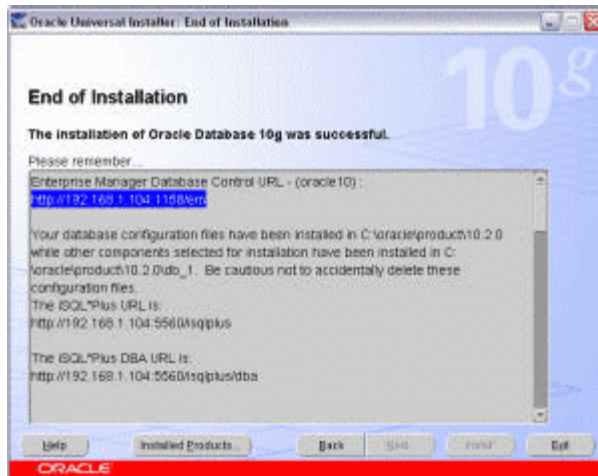 Oracle Universal Installer: End of Installation
10g
End of Installation
The installation of Oracle Database 10g was successful.
Please remember...
Enterprise Manager Database Control URL - (oracle10) :
http://192.168.1.104:1158/em
Your database configuration files have been installed in C:\oracle\product\10.2.0
while other components selected for installation have been installed in C:
\oracle\product\10.2.0\db_1. Be cautious not to accidentally delete these
configuration files.
The iSQL*Plus URL is:
http://192.168.1.104:5560/isqlplus
The iSQL*Plus DBA URL is:
http://192.168.1.104:5560/isqlplus/dba
Help
Installed Products...
Back
Next
Install
Exit
ORACLE